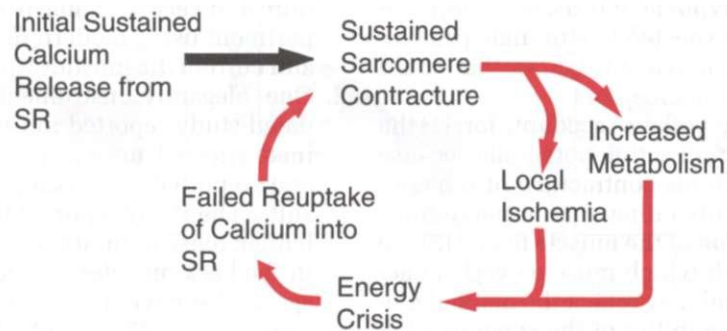 Initial Sustained
Calcium
Release from
SR
Sustained
Sarcomere
Contracture
Increased
Metabolism
Local
Ischemia
Energy
Crisis
Failed Reuptake
of Calcium into
SR